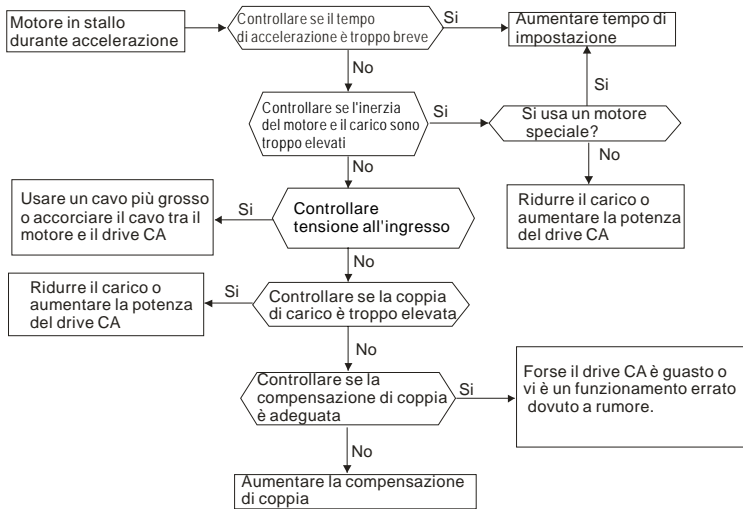 Motore in stallo
durante accelerazione
Controllare se il tempo
di accelerazione è troppo breve
Si
Aumentare tempo di
impostazione
No
Si
Controllare se l'inerzia
del motore e il carico sono
troppo elevati
Si
Si usa un motore
speciale?
No
No
Usare un cavo più grosso
o accorciare il cavo tra il
motore e il drive CA
Si
Controllare
tensione all'ingresso
Ridurre il carico o
aumentare la potenza
del drive CA
No
Ridurre il carico o
aumentare la potenza
del drive CA
Si
Controllare se la coppia
di carico è troppo elevata
No
Controllare se la
compensazione di coppia
è adeguata
Si
Forse il drive CA è guasto o
vi è un funzionamento errato
dovuto a rumore.
No
Aumentare la compensazione
di coppia